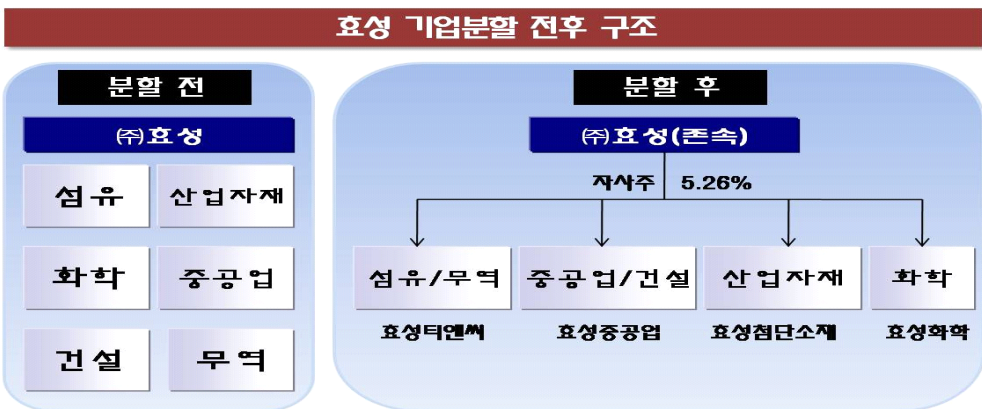 효성 기업분할 전후 구조
분할 전
㈜효성
섬유 산업자재
화학 중공업
건설 무역
분할 후
㈜효성(존속)
자사주 5.26%
섬유/무역 중공업/건설 산업자재 화학
효성티앤씨 효성중공업 효성첨단소재 효성화학